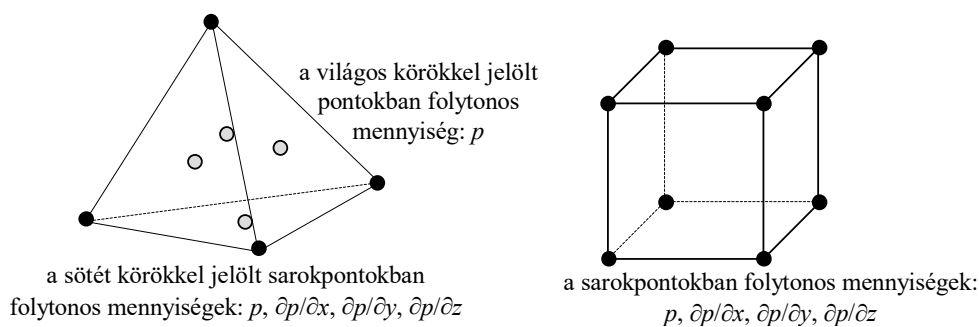 a világos körökkel jelölt
pontokban folytonos
mennyiség: p
a sötét körökkel jelölt sarokpontokban
folytonos mennyiségek: p, ∂p/∂x, ∂p/∂y, ∂p/∂z
a sarokpontokban folytonos mennyiségek:
p, ∂p/∂x, ∂p/∂y, ∂p/∂z